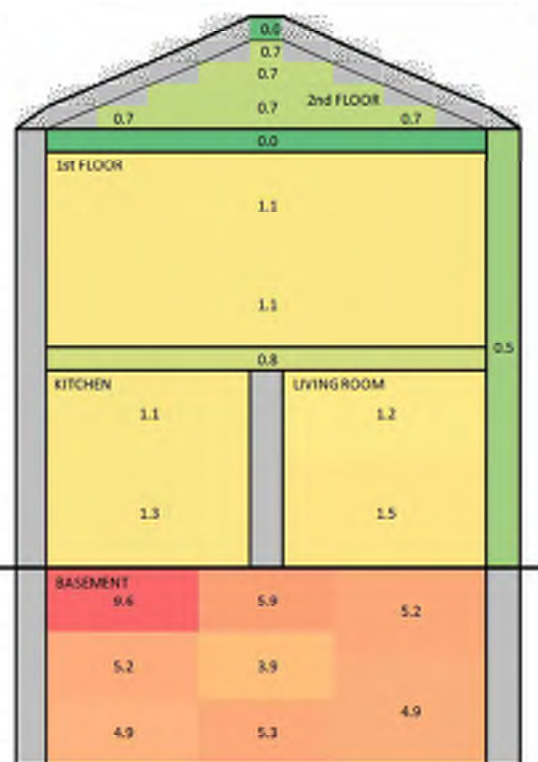 0.0
0.7
0.7
0.7 2nd FLOOR
0.7 0.7
0.0
1st FLOOR
1.1
1.1
0.5
0.8
KITCHEN LIVING ROOM
1.1 1.2
1.3 1.5
BASEMENT
9.6 5.9 5.2
5.2 3.9
4.9 5.3 4.9